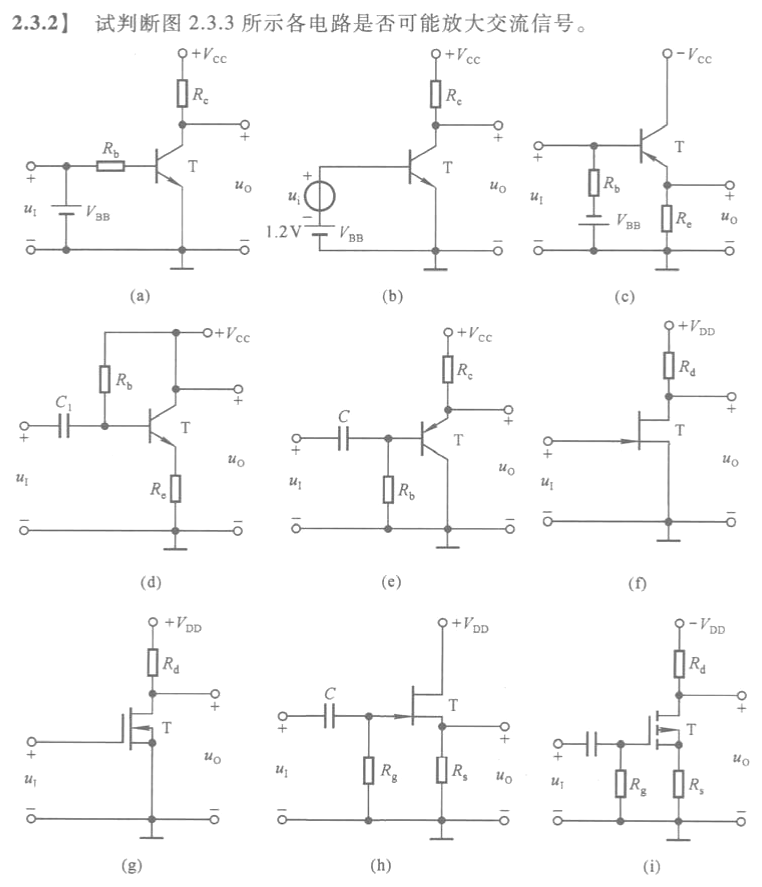 2.3.2】 试判断图 2.3.3 所示各电路是否可能放大交流信号。
+V_CC
+V_CC
-V_CC
R_c
R_c
R_b
T
T
T
+
+
+
+
+
u_I
V_BB
u_O
+
u_i
-
u_O
u_I
R_b
V_BB
R_e
u_O
1.2V
V_BB
-
-
-
-
-
(a)
(b)
(c)
+V_CC
+V_CC
+V_DD
R_b
R_c
R_d
C_1
T
C
T
T
+
+
+
+
+
+
u_I
R_e
u_O
u_I
R_b
u_O
u_I
u_O
-
-
-
-
-
-
(d)
(e)
(f)
+V_DD
+V_DD
-V_DD
R_d
R_d
T
C
T
T
+
+
+
+
+
+
u_I
u_O
u_I
R_g
R_s
u_O
u_I
R_g
R_s
u_O
-
-
-
-
-
-
(g)
(h)
(i)